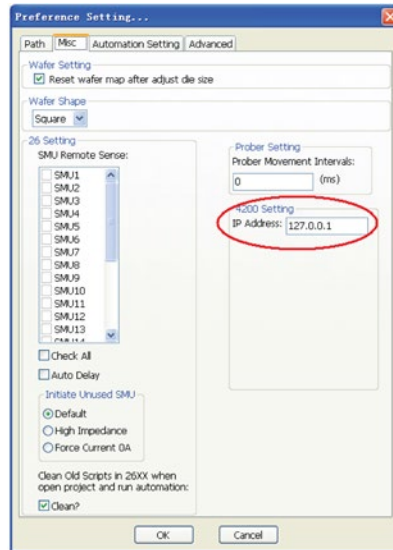 Preference Setting...
Path Misc Automation Setting Advanced
Wafer Setting
Reset wafer map after adjust die size
Wafer Shape
Square
26 Setting
SMU Remote Sense:
SMU1
SMU2
SMU3
SMU4
SMU5
SMU6
SMU7
SMU8
SMU9
SMU10
SMU11
SMU12
SMU13
SMU14
Check All
Auto Delay
Initiate Unused SMU
Default
High Impedance
Force Current 0A
Clean Old Scripts in 26XX when
open project and run automation:
Clean?
Prober Setting
Prober Movement Intervals:
0 (ms)
4200 Setting
IP Address: 127.0.0.1
OK Cancel